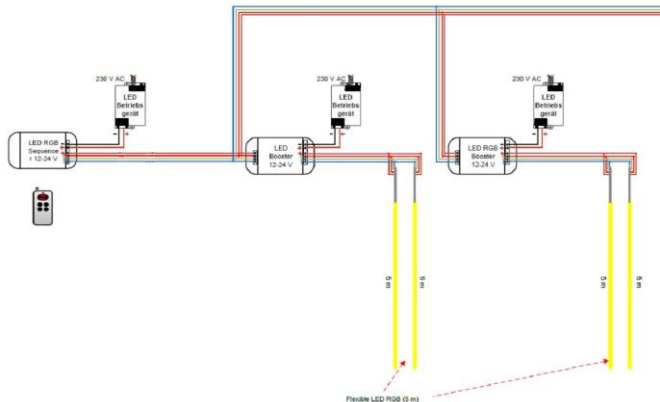 230 V AC
230 V AC
230 V AC
LED
Betriebs
gerät
LED
Betriebs
gerät
LED
Betriebs
gerät
LED RGB
Sequence
r 12-24 V
LED
Booster
12-24 V
LED RGB
Booster
12-24 V
5 m
5 m
5 m
5 m
Flexible LED RGB (5 m)